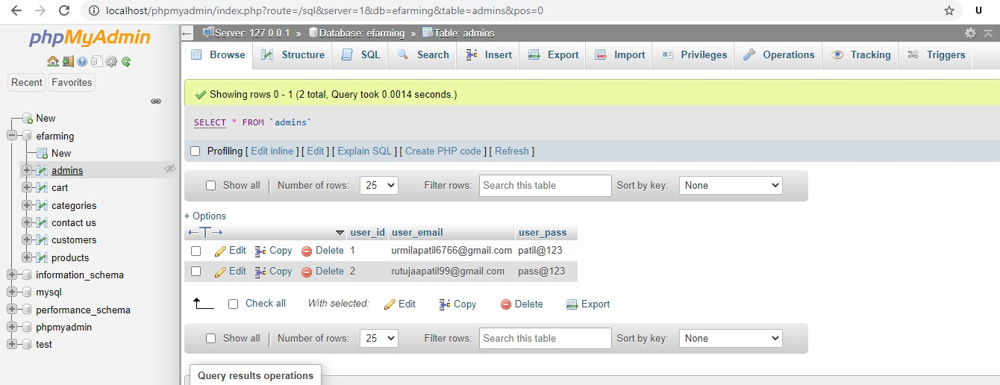 localhost/phpmyadmin/index.php?route=/sql&server=1&db=efarming&table=admins&pos=0
U
phpMyAdmin
Recent Favorites
New
efarming
New
admins
cart
categories
contact us
customers
products
information_schema
mysql
performance_schema
phpmyadmin
test
Server: 127.0.0.1 » Database: efarming » Table: admins
Browse Structure SQL Search Insert Export Import Privileges Operations Tracking Triggers
Showing rows 0 - 1 (2 total, Query took 0.0014 seconds.)
SELECT * FROM `admins`
Profiling [ Edit inline ] [ Edit ] [ Explain SQL ] [ Create PHP code ] [ Refresh ]
Show all Number of rows: 25 Filter rows: Search this table Sort by key: None
+ Options
←T→ user_id user_email user_pass
Edit Copy Delete 1 urmilapatil6766@gmail.com patil@123
Edit Copy Delete 2 rutujaapatil99@gmail.com pass@123
Check all With selected: Edit Copy Delete Export
Show all Number of rows: 25 Filter rows: Search this table Sort by key: None
Query results operations